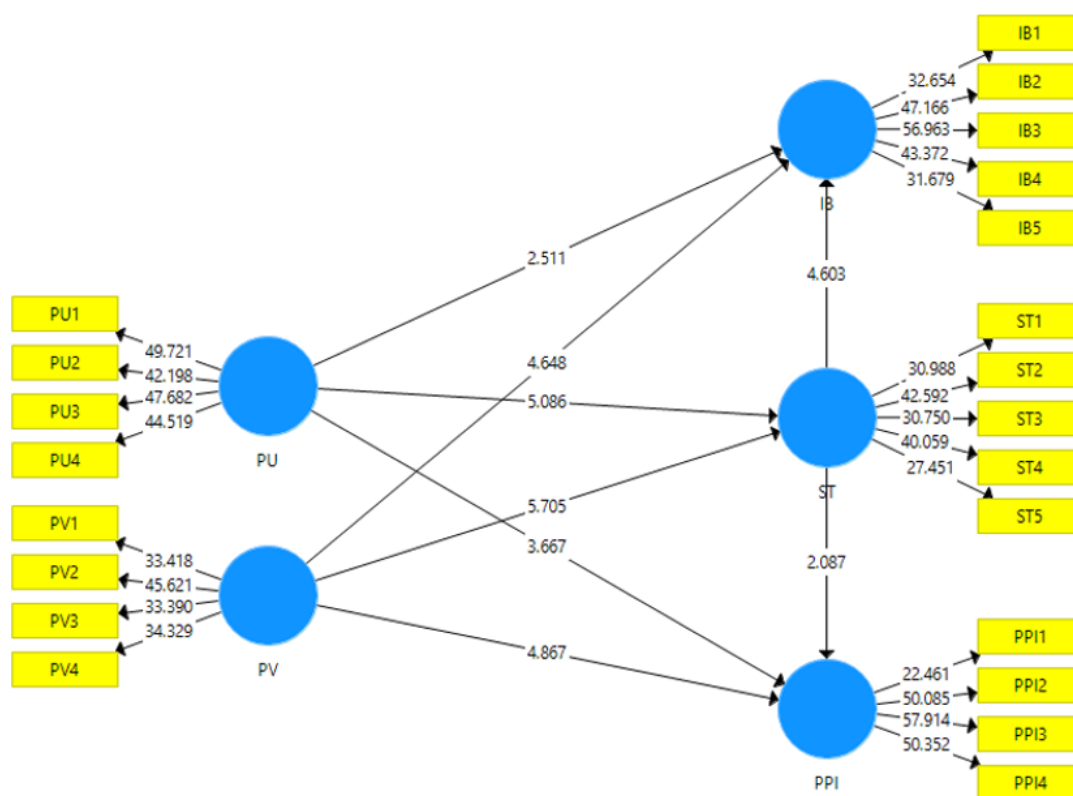 IB1
32.654
IB2
47.166
IB3
56.963
43.372
IB4
31.679
IB5
IB
2.511
4.603
PU1
49.721
PU2
42.198
PU3
47.682
44.519
PU4
PU
4.648
5.086
ST1
30.988
ST2
42.592
ST3
30.750
40.059
ST4
27.451
ST5
ST
5.705
3.667
2.087
PV1
33.418
PV2
45.621
PV3
33.390
34.329
PV4
PV
4.867
PPI1
22.461
PPI2
50.085
57.914
PPI3
50.352
PPI4
PPI